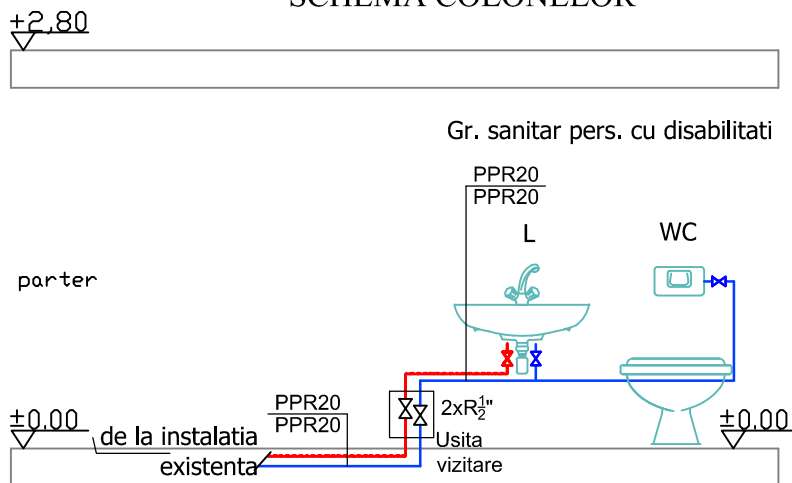 SCHEMA COLONELOR
±2,80
Gr. sanitar pers. cu disabilitati
PPR20
PPR20
L
WC
parter
PPR20
PPR20
2xR½"
±0,00
±0,00
de la instalatia
existenta
Usita
vizitare